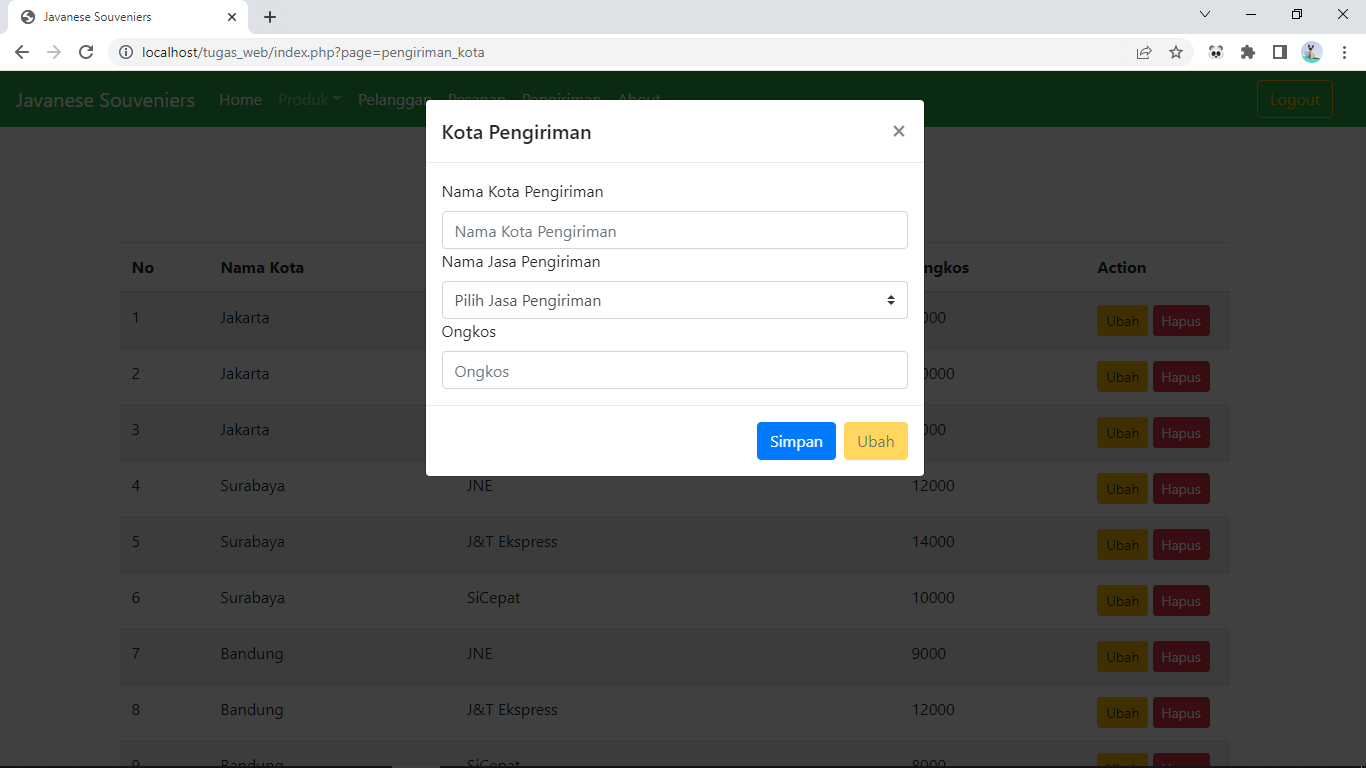 Javanese Souveniers
localhost/tugas_web/index.php?page=pengiriman_kota
Javanese Souveniers Home Produk Pelanggan Pesanan Pengiriman About Logout
Kota Pengiriman ×
Nama Kota Pengiriman
Nama Kota Pengiriman
Nama Jasa Pengiriman
Pilih Jasa Pengiriman
Ongkos
Ongkos
Simpan Ubah
No Nama Kota ngkos Action
1 Jakarta 000 Ubah Hapus
2 Jakarta 0000 Ubah Hapus
3 Jakarta 000 Ubah Hapus
4 Surabaya JNE 12000 Ubah Hapus
5 Surabaya J&T Ekspress 14000 Ubah Hapus
6 Surabaya SiCepat 10000 Ubah Hapus
7 Bandung JNE 9000 Ubah Hapus
8 Bandung J&T Ekspress 12000 Ubah Hapus
9 Bandung SiCepat 8000 Ubah Hapus